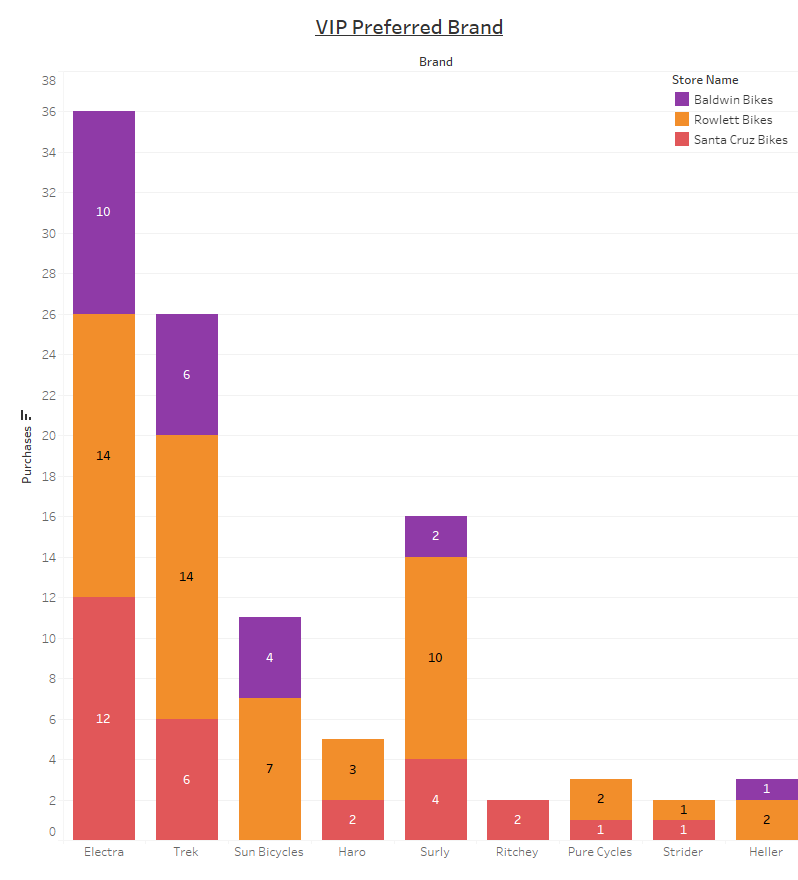 VIP Preferred Brand
Brand
Store Name
Baldwin Bikes
Rowlett Bikes
Santa Cruz Bikes
Purchases
38
36
34
32
30
28
26
24
22
20
18
16
14
12
10
8
6
4
2
0
10
14
12
6
14
6
4
7
3
2
2
10
4
2
2
1
1
1
1
2
Electra
Trek
Sun Bicycles
Haro
Surly
Ritchey
Pure Cycles
Strider
Heller